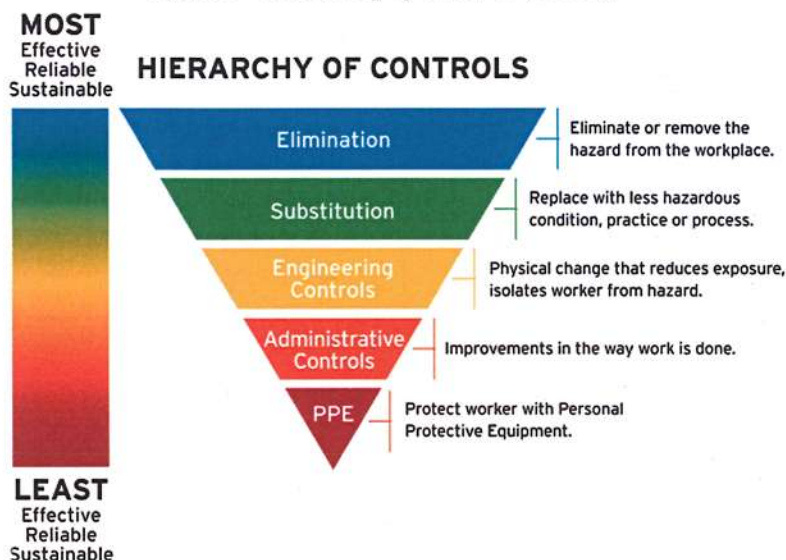 MOST
Effective
Reliable
Sustainable
HIERARCHY OF CONTROLS
Elimination
Eliminate or remove the
hazard from the workplace.
Substitution
Replace with less hazardous
condition, practice or process.
Engineering
Controls
Physical change that reduces exposure,
isolates worker from hazard.
Administrative
Controls
Improvements in the way work is done.
PPE
Protect worker with Personal
Protective Equipment.
LEAST
Effective
Reliable
Sustainable